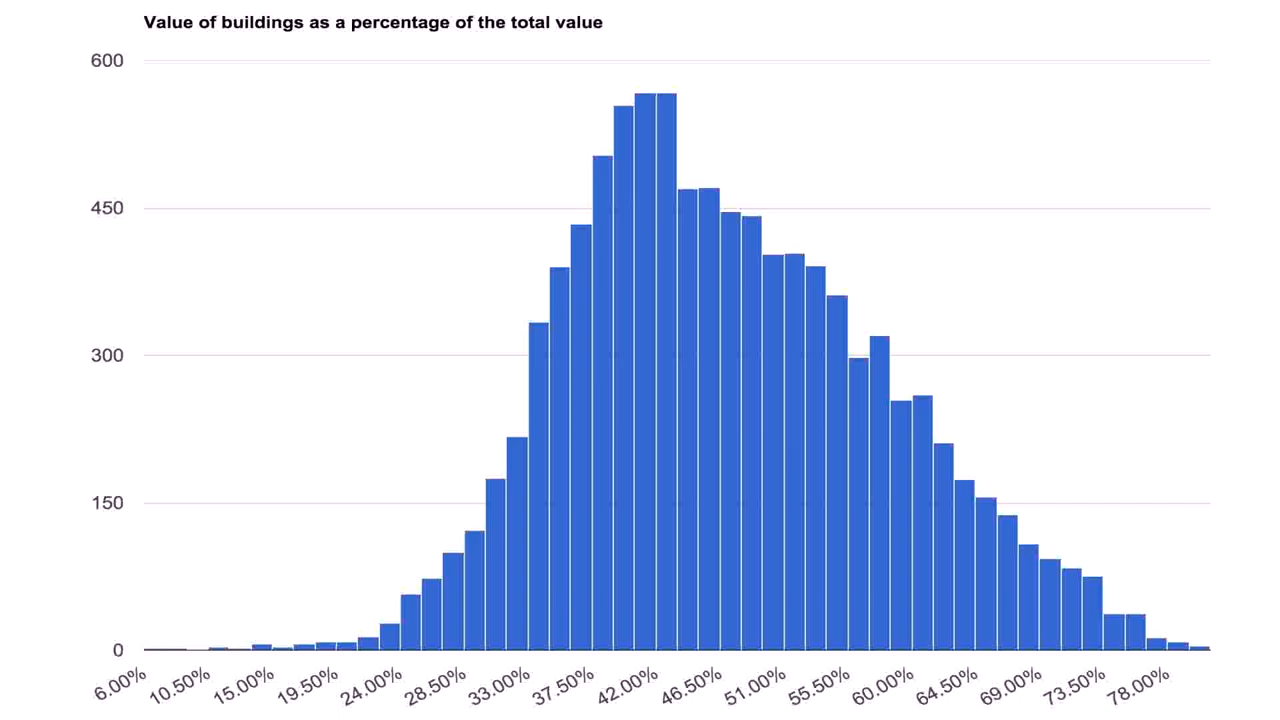 Value of buildings as a percentage of the total value
600
450
300
150
0
6.00% 10.50% 15.00% 19.50% 24.00% 28.50% 33.00% 37.50% 42.00% 46.50% 51.00% 55.50% 60.00% 64.50% 69.00% 73.50% 78.00%